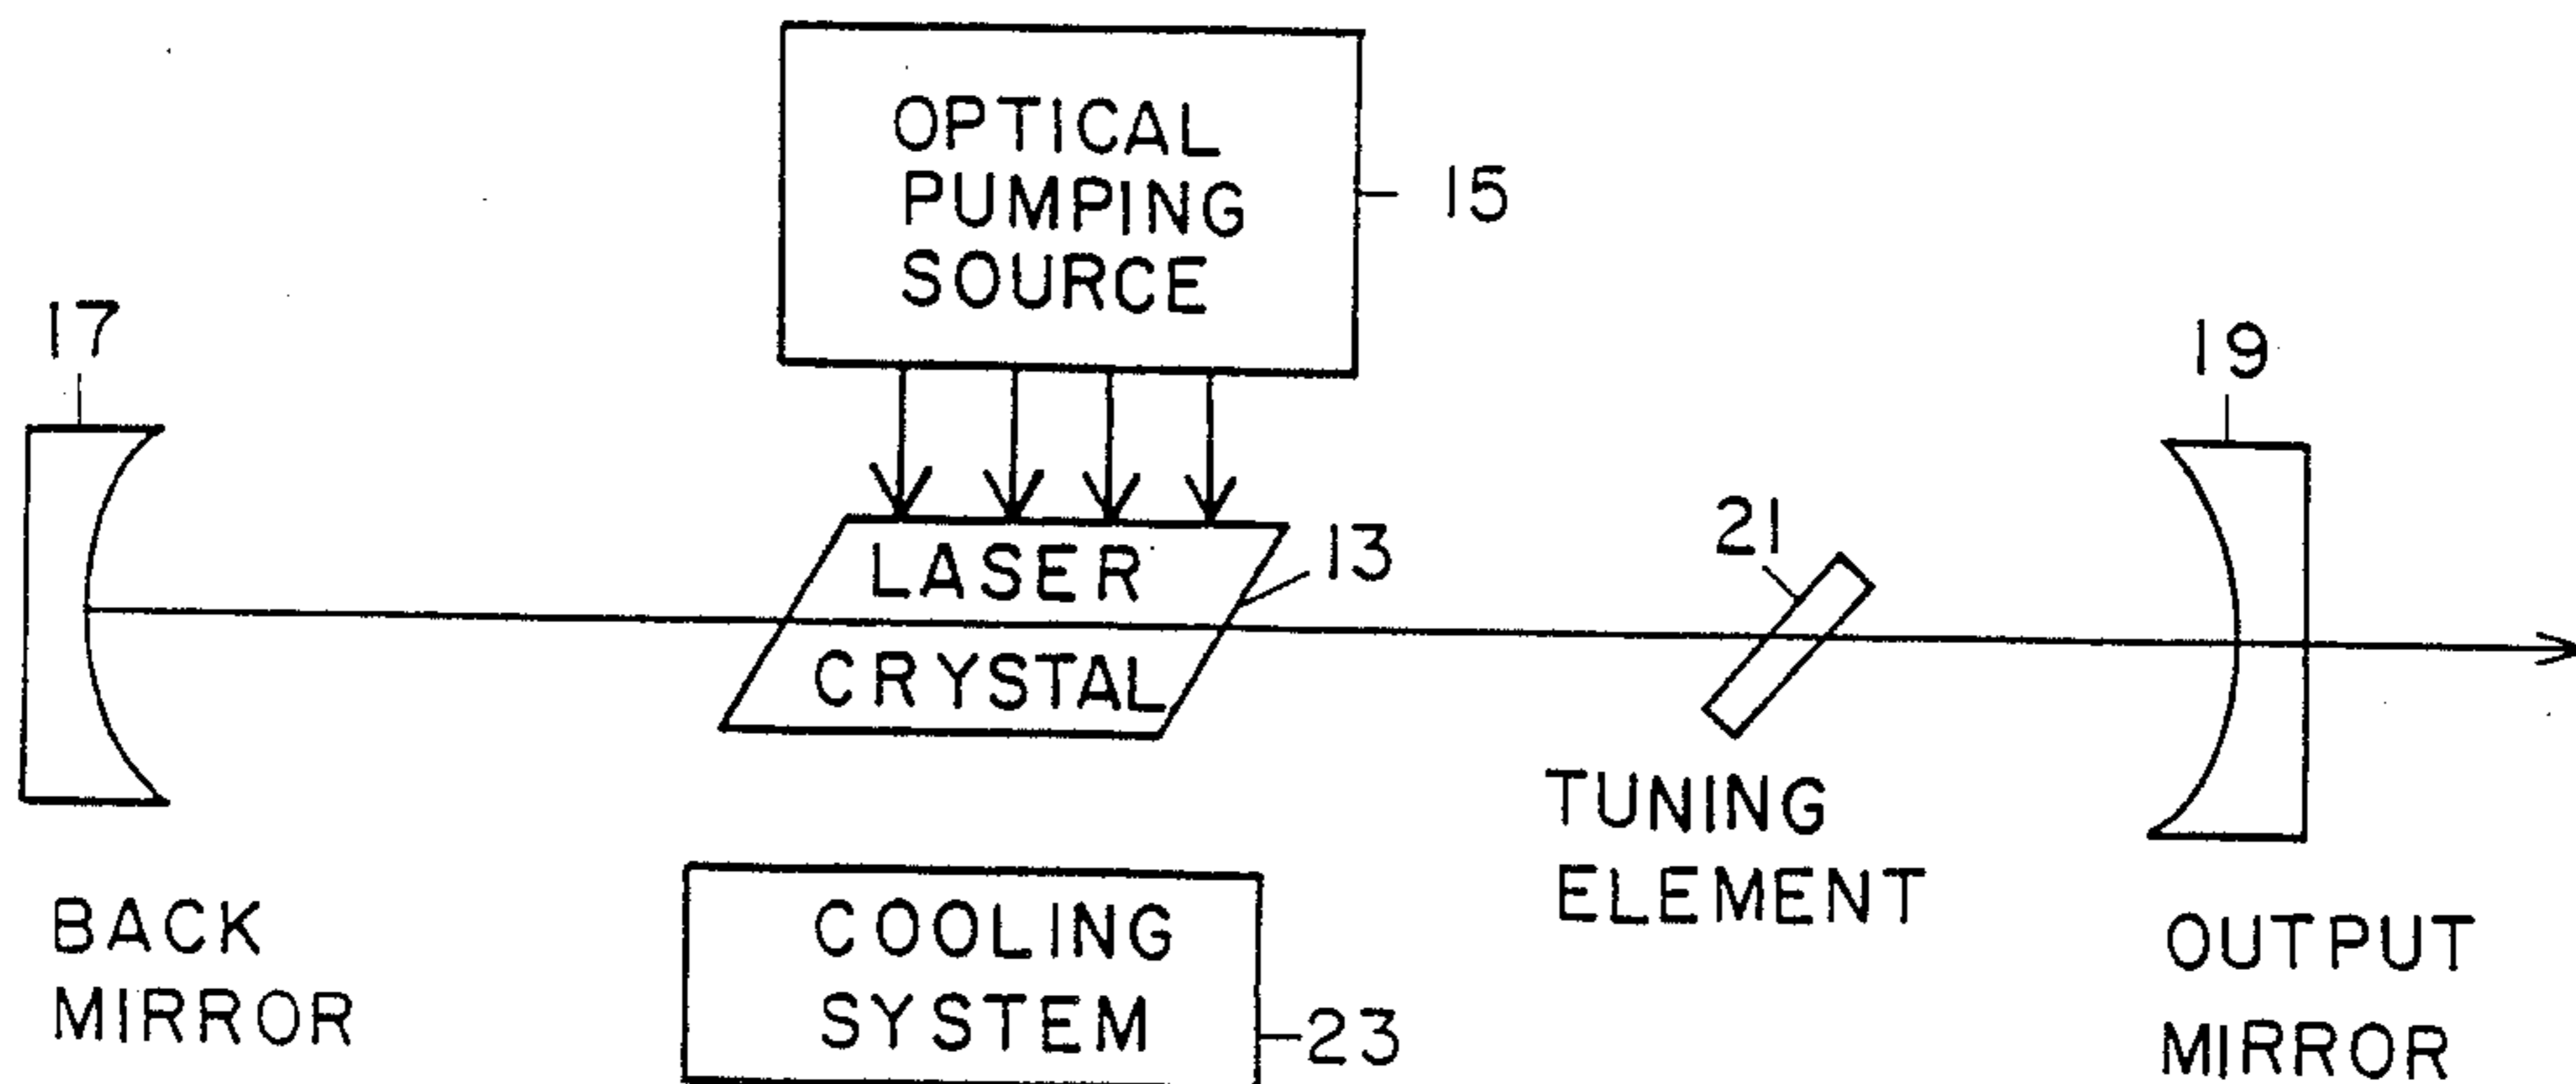 OPTICAL
PUMPING
SOURCE
15
17
19
LASER
CRYSTAL
13
21
TUNING
ELEMENT
BACK
MIRROR
COOLING
SYSTEM
23
OUTPUT
MIRROR